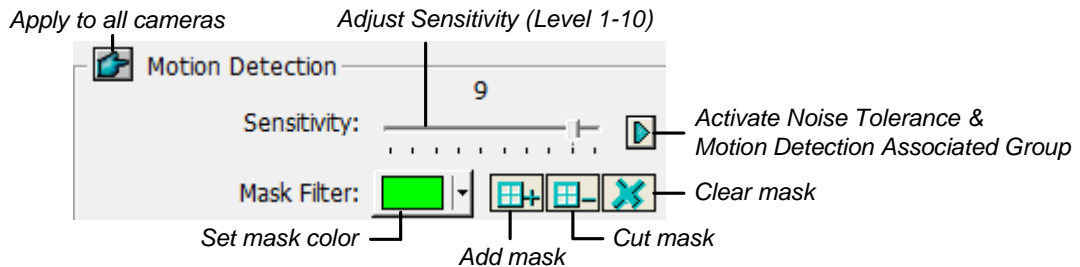 Apply to all cameras
Adjust Sensitivity (Level 1-10)
Motion Detection
9
Sensitivity:
Activate Noise Tolerance &
Motion Detection Associated Group
Mask Filter:
Clear mask
Set mask color
Cut mask
Add mask